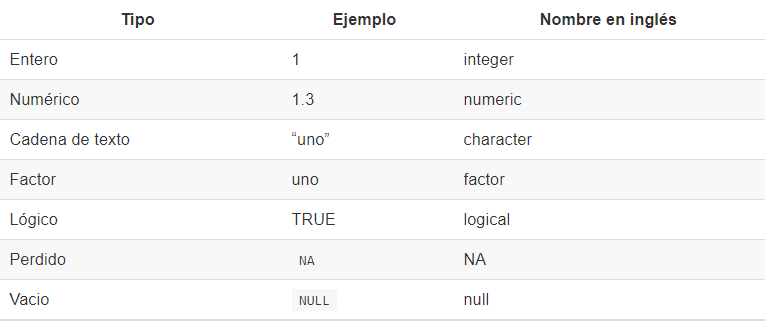 Tipo Ejemplo Nombre en inglés
Entero 1 integer
Numérico 1.3 numeric
Cadena de texto “uno” character
Factor uno factor
Lógico TRUE logical
Perdido NA NA
Vacio NULL null